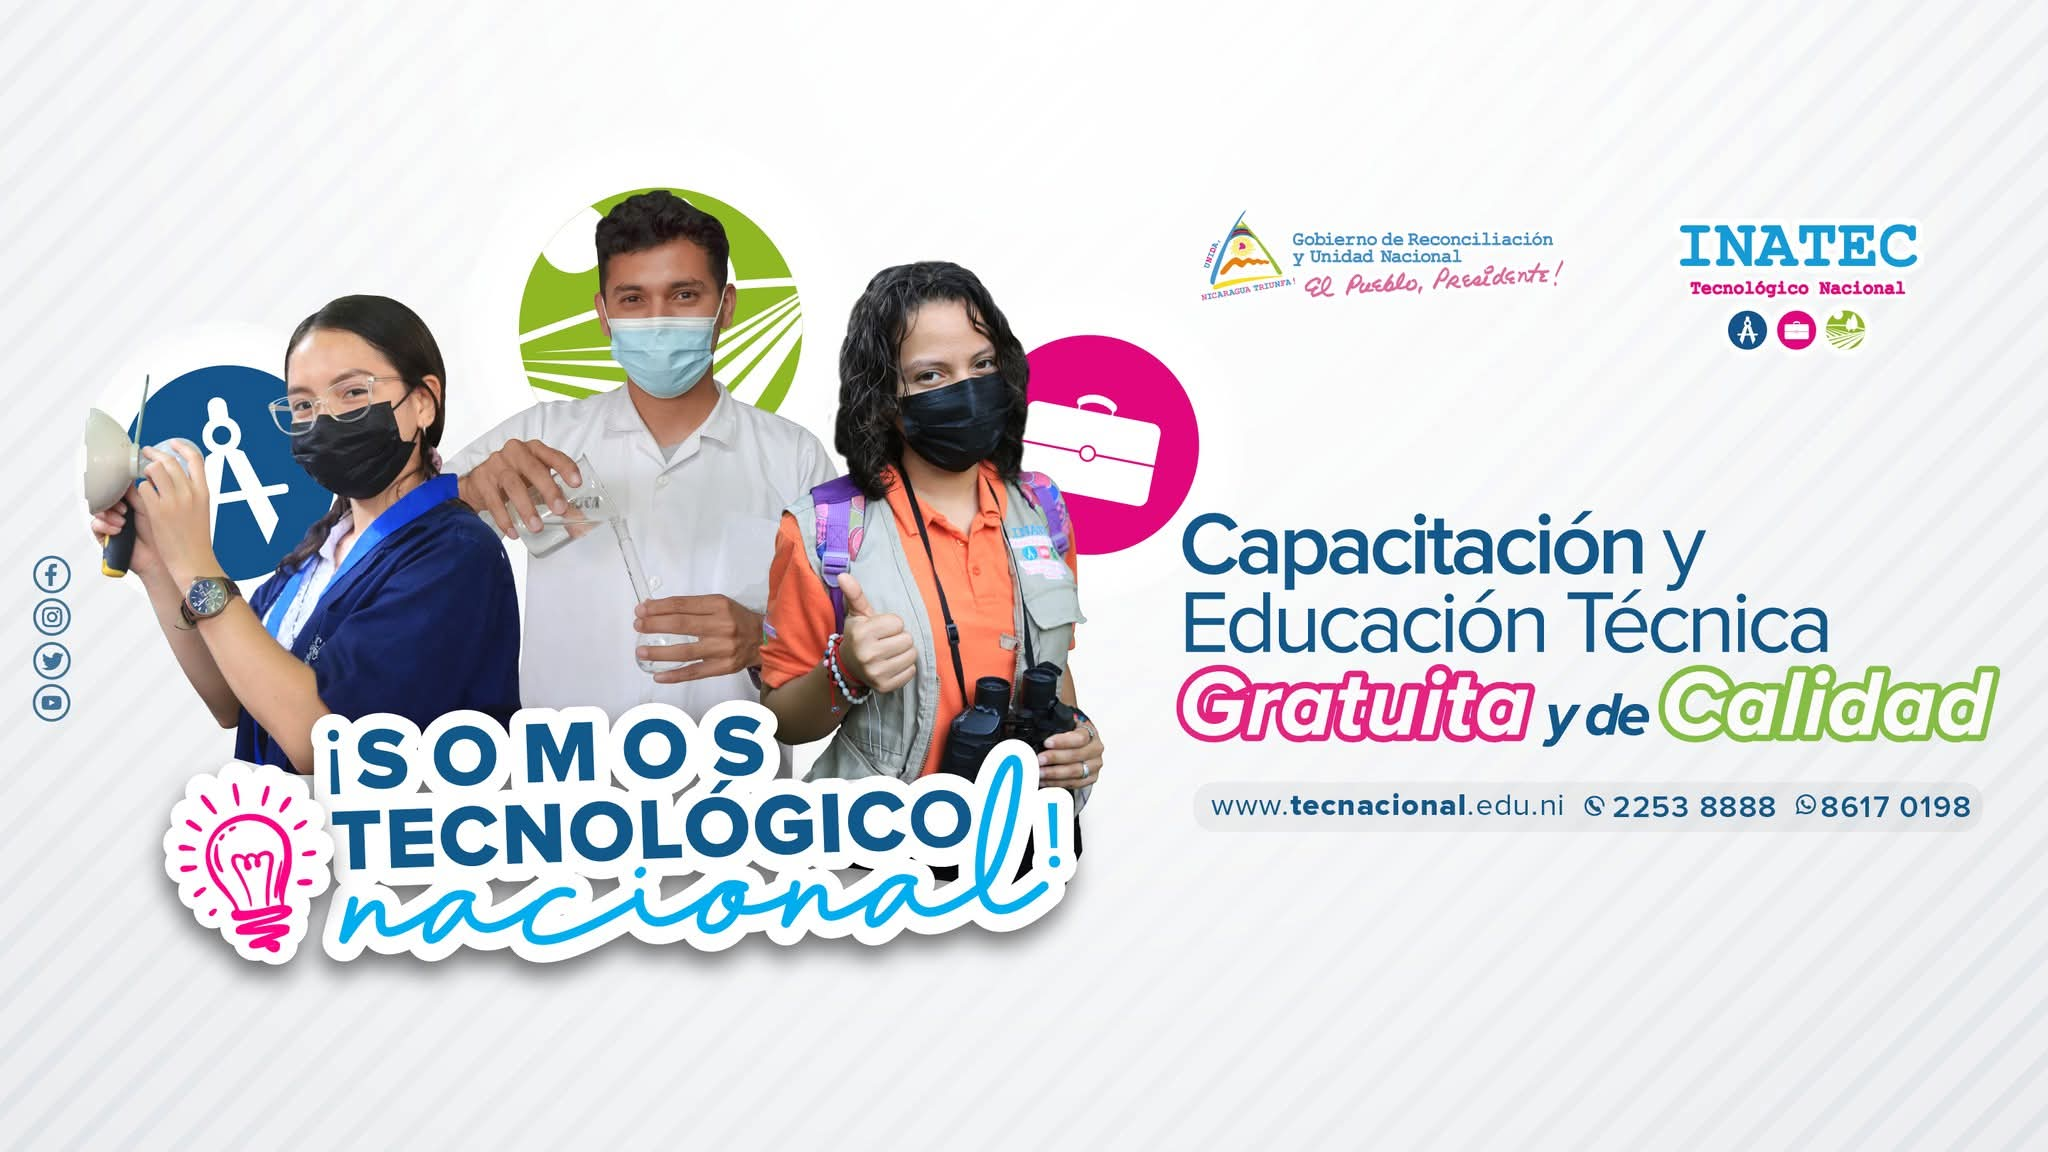 UNIDA,
NICARAGUA TRIUNFA!
Gobierno de Reconciliación
y Unidad Nacional
El Pueblo, Presidente!
INATEC
Tecnológico Nacional
¡SOMOS
TECNOLÓGICO
nacional!
Capacitación y
Educación Técnica
Gratuita y de Calidad
www.tecnacional.edu.ni 2253 8888 8617 0198